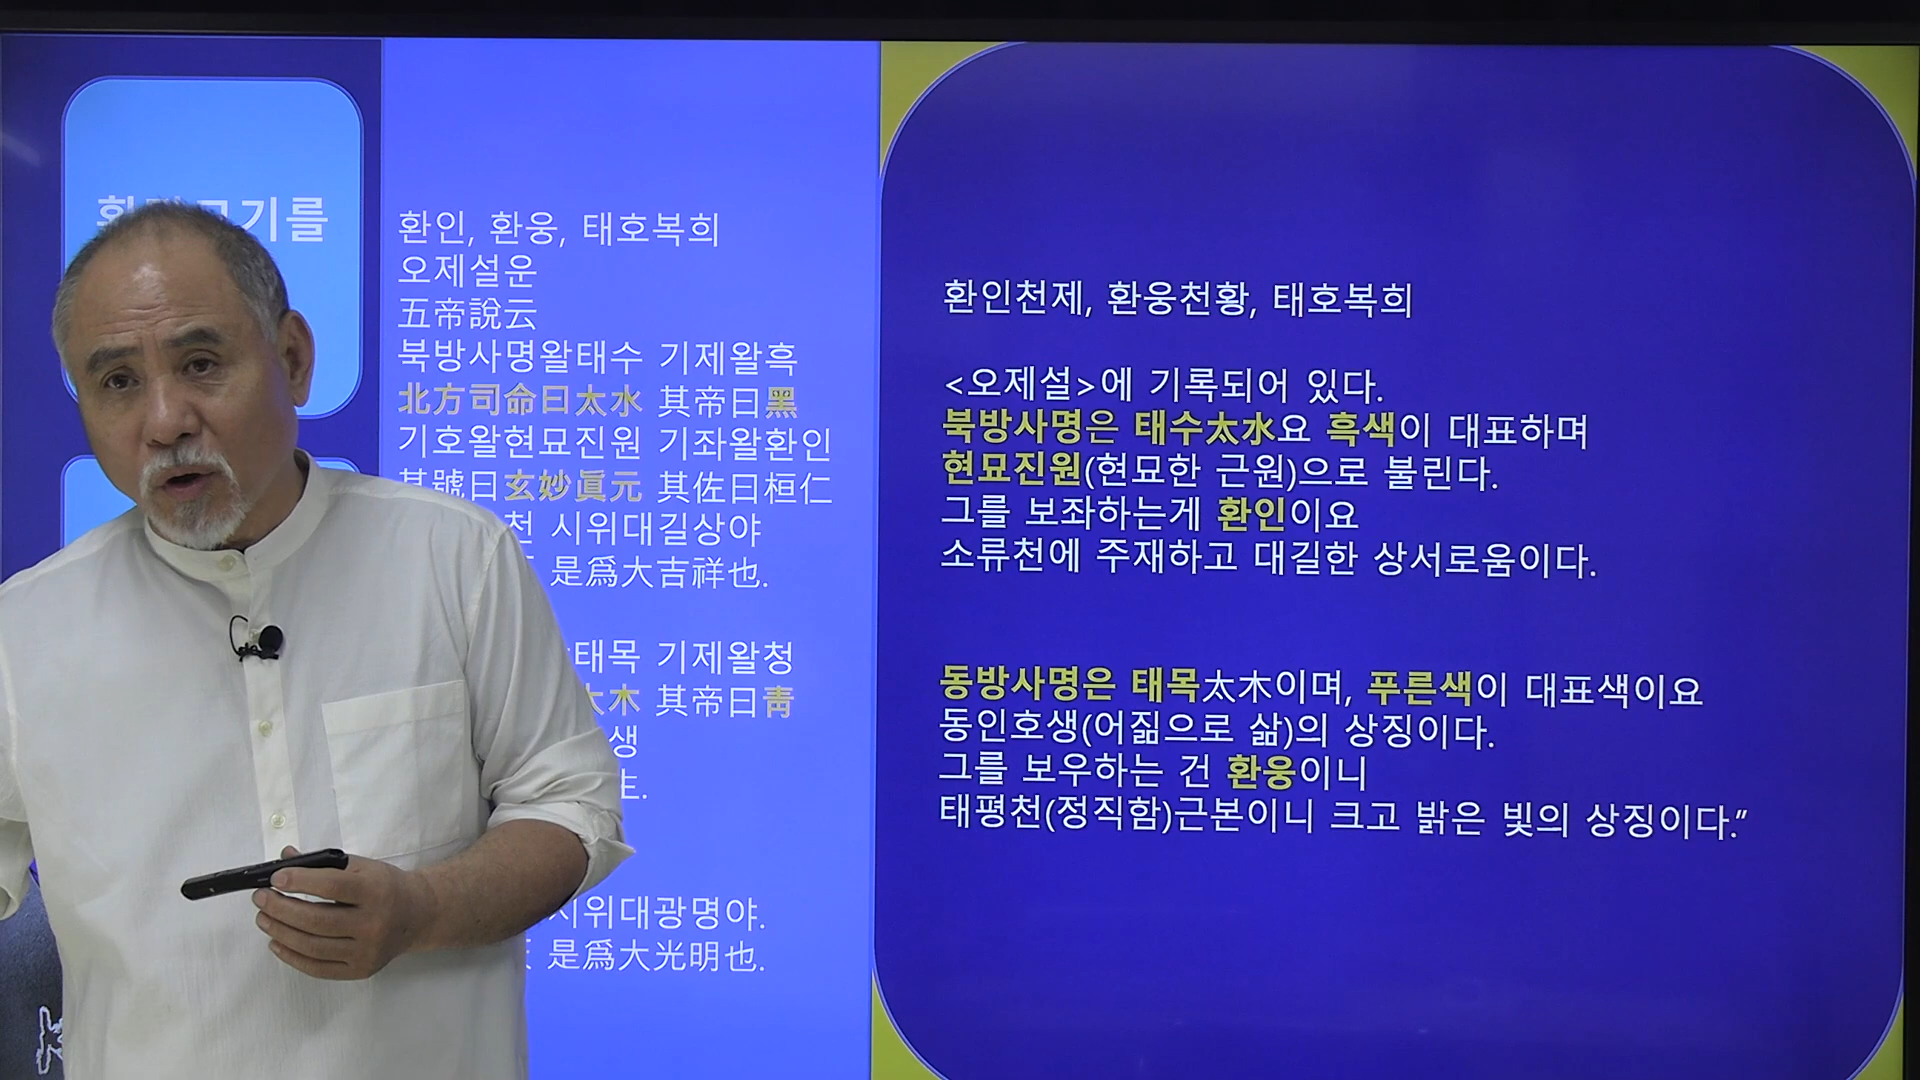 기를
환인, 환웅, 태호복희
오제설운
五帝說云
북방사명왈태수 기제왈흑
北方司命曰太水 其帝曰黑
기호왈현묘진원 기좌왈환인
其號曰玄妙眞元 其佐曰桓仁
천 시위대길상야
是爲大吉祥也.
태목 기제왈청
木 其帝曰靑
생
生.
시위대광명야.
是爲大光明也.
환인천제, 환웅천황, 태호복희
<오제설>에 기록되어 있다.
북방사명은 태수太水요 흑색이 대표하며
현묘진원(현묘한 근원)으로 불린다.
그를 보좌하는게 환인이요
소류천에 주재하고 대길한 상서로움이다.
동방사명은 태목太木이며, 푸른색이 대표색이요
동인호생(어짊으로 삶)의 상징이다.
그를 보우하는 건 환웅이니
태평천(정직함)근본이니 크고 밝은 빛의 상징이다.”